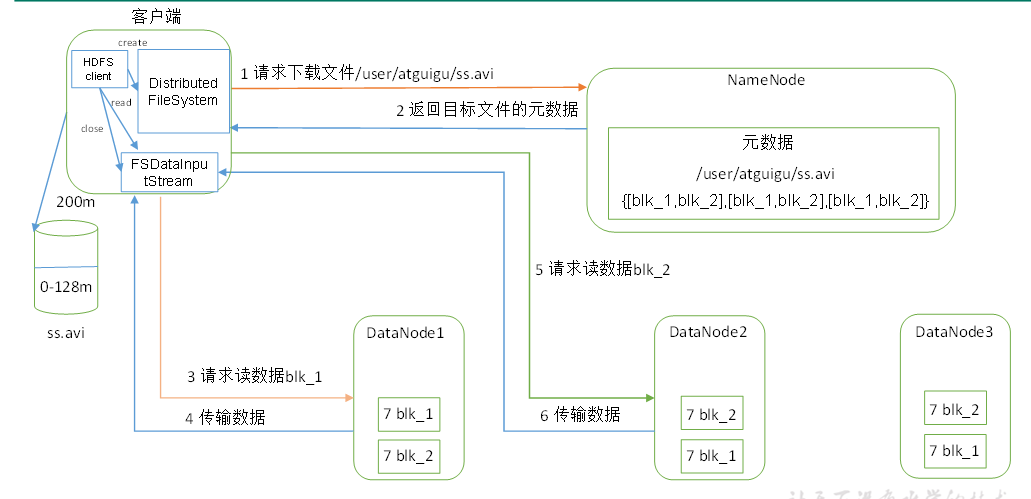 客户端
create
HDFS
client
Distributed
FileSystem
read
close
FSDataInpu
tStream
1 请求下载文件/user/atguigu/ss.avi
2 返回目标文件的元数据
NameNode
元数据
/user/atguigu/ss.avi
{[blk_1,blk_2],[blk_1,blk_2],[blk_1,blk_2]}
200m
0-128m
ss.avi
5 请求读数据blk_2
DataNode1
DataNode2
DataNode3
3 请求读数据blk_1
4 传输数据
6 传输数据
7 blk_1
7 blk_2
7 blk_2
7 blk_1
7 blk_2
7 blk_1